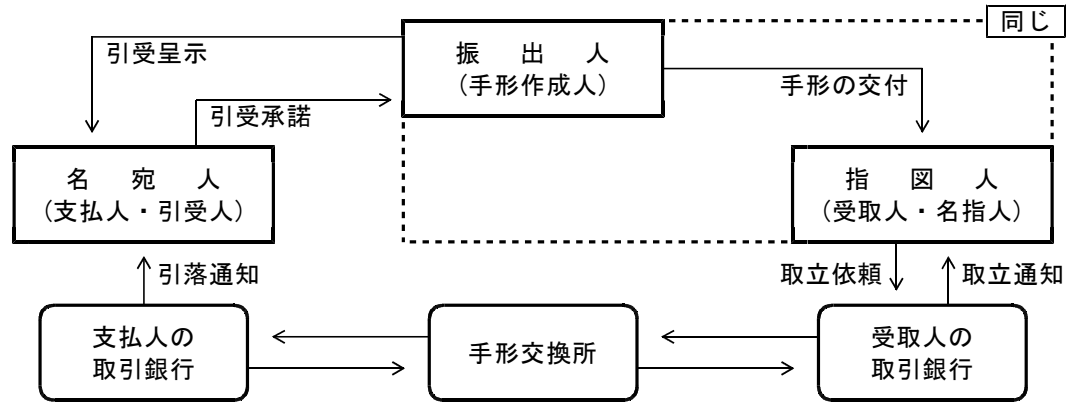 同じ
振　出　人
（手形作成人）
引受呈示
引受承諾
手形の交付
名　宛　人
（支払人・引受人）
指　図　人
（受取人・名指人）
引落通知
取立依頼
取立通知
支払人の
取引銀行
手形交換所
受取人の
取引銀行